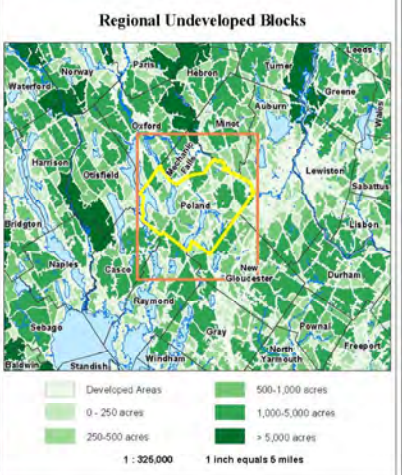 Regional Undeveloped Blocks
Leeds
Paris
Turner
Norway
Hebron
Waterford
Greene
Auburn
Wales
Oxford
Minot
Mechanic
Falls
Harrison
Otisfield
Lewiston
Sabattus
Poland
Bridgton
Lisbon
Naples
Casco
New
Gloucester
Durham
Raymond
Sebago
Gray
Pownal
Freeport
Baldwin
Standish
Windham
North
Yarmouth
Developed Areas
500-1,000 acres
0 - 250 acres
1,000-5,000 acres
250-500 acres
> 5,000 acres
1 : 325,000
1 inch equals 5 miles